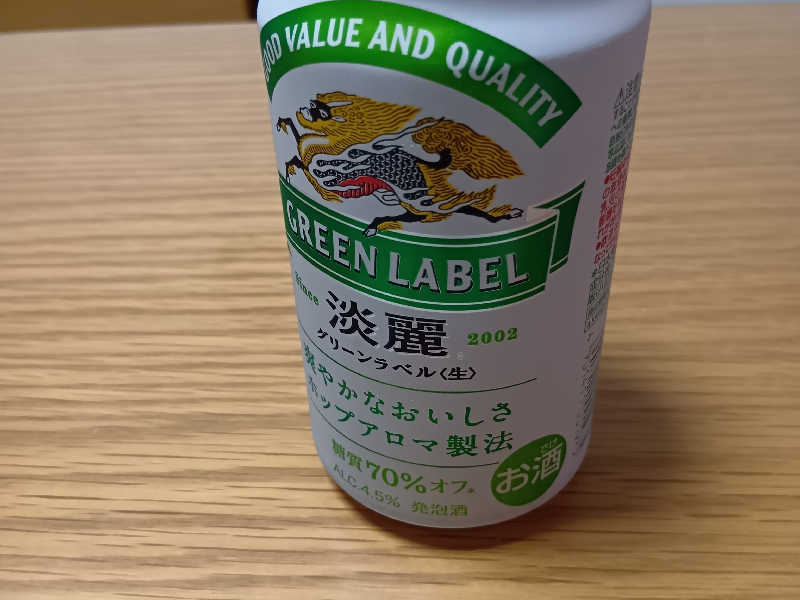 GOOD VALUE AND QUALITY
GREEN LABEL
Since 淡麗 2002
グリーンラベル〈生〉
爽やかなおいしさ
ホップアロマ製法
糖質70%オフ※
ALC.4.5% 発泡酒
さけ
お酒